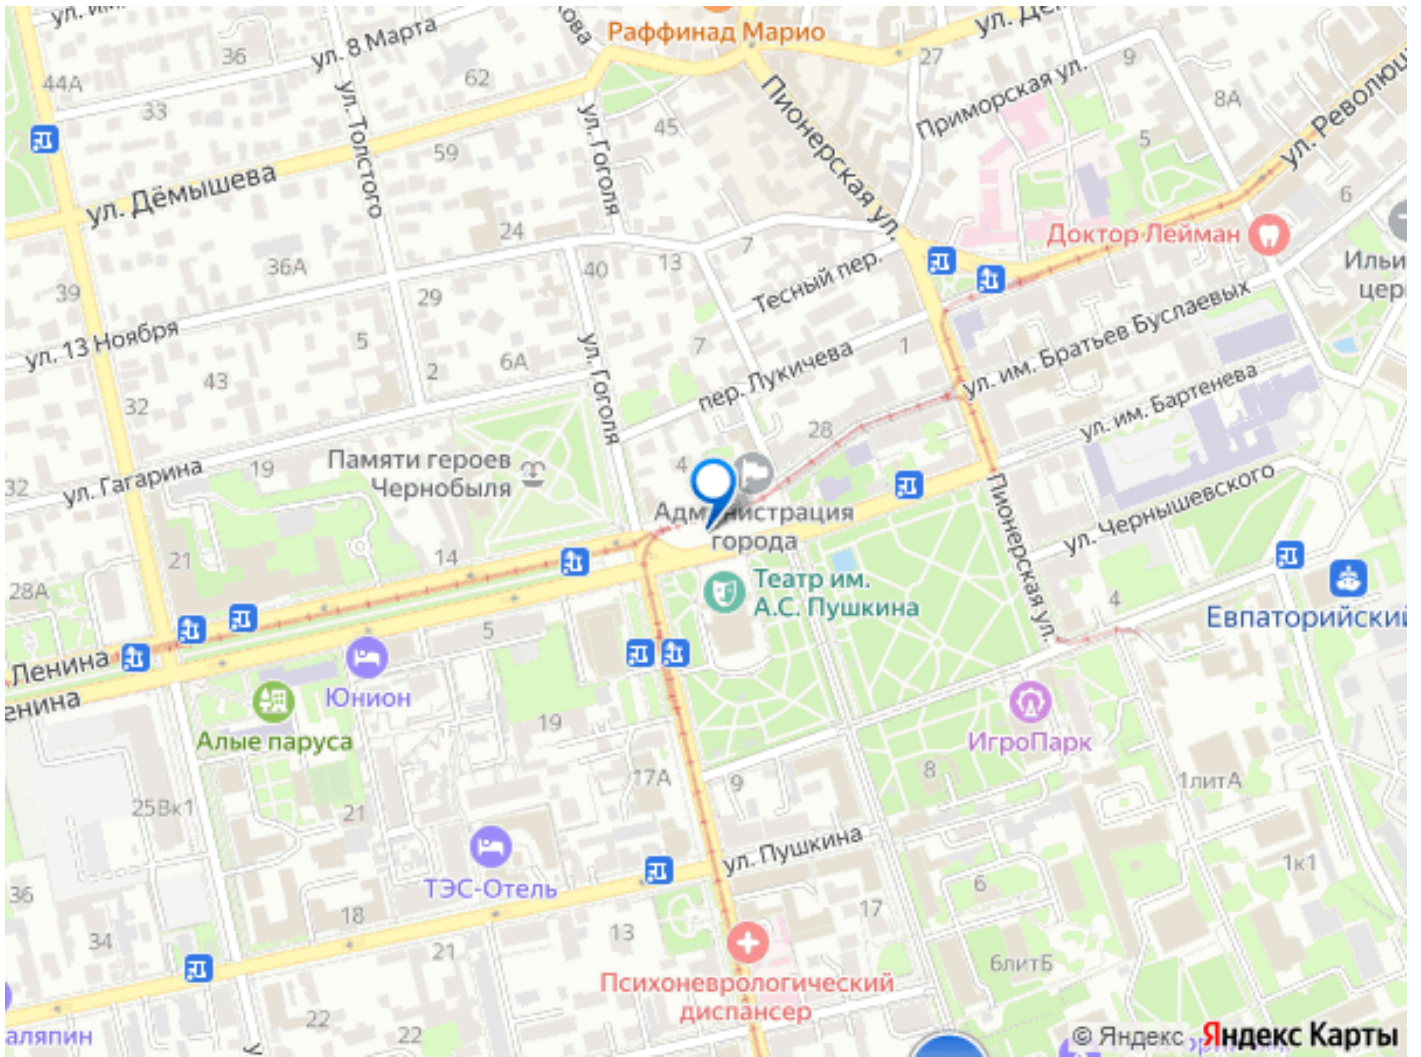 Раффинад Марио
ул. 8 Марта
36
44А
33
62
27
9
8А
Приморская ул.
ул. Толстого
ул. Гоголя
45
Пионерская ул.
5
59
ул. Дёмышева
6
24
7
Доктор Лейман
36А
40
13
Тесный пер.
39
29
ул. 13 Ноября
5
6А
7
1
2
43
32
ул. Гоголя
пер. Лукичева
ул. им. Братьев Буслаевых
ул. им. Бартенева
28
Памяти героев
Чернобыля
4
19
ул. Гагарина
32
Администрация
города
Пионерская ул.
ул. Чернышевского
21
14
28А
Театр им.
А.С. Пушкина
4
Евпаторийский
5
Ленина
Юнион
Алые паруса
19
ИгроПарк
17А
9
8
1литА
25Вк1
21
ул. Пушкина
1к1
ТЭС-Отель
36
6
18
17
34
21
13
6литБ
Психоневрологический
диспансер
22
22
© Яндекс Яндекс Карты